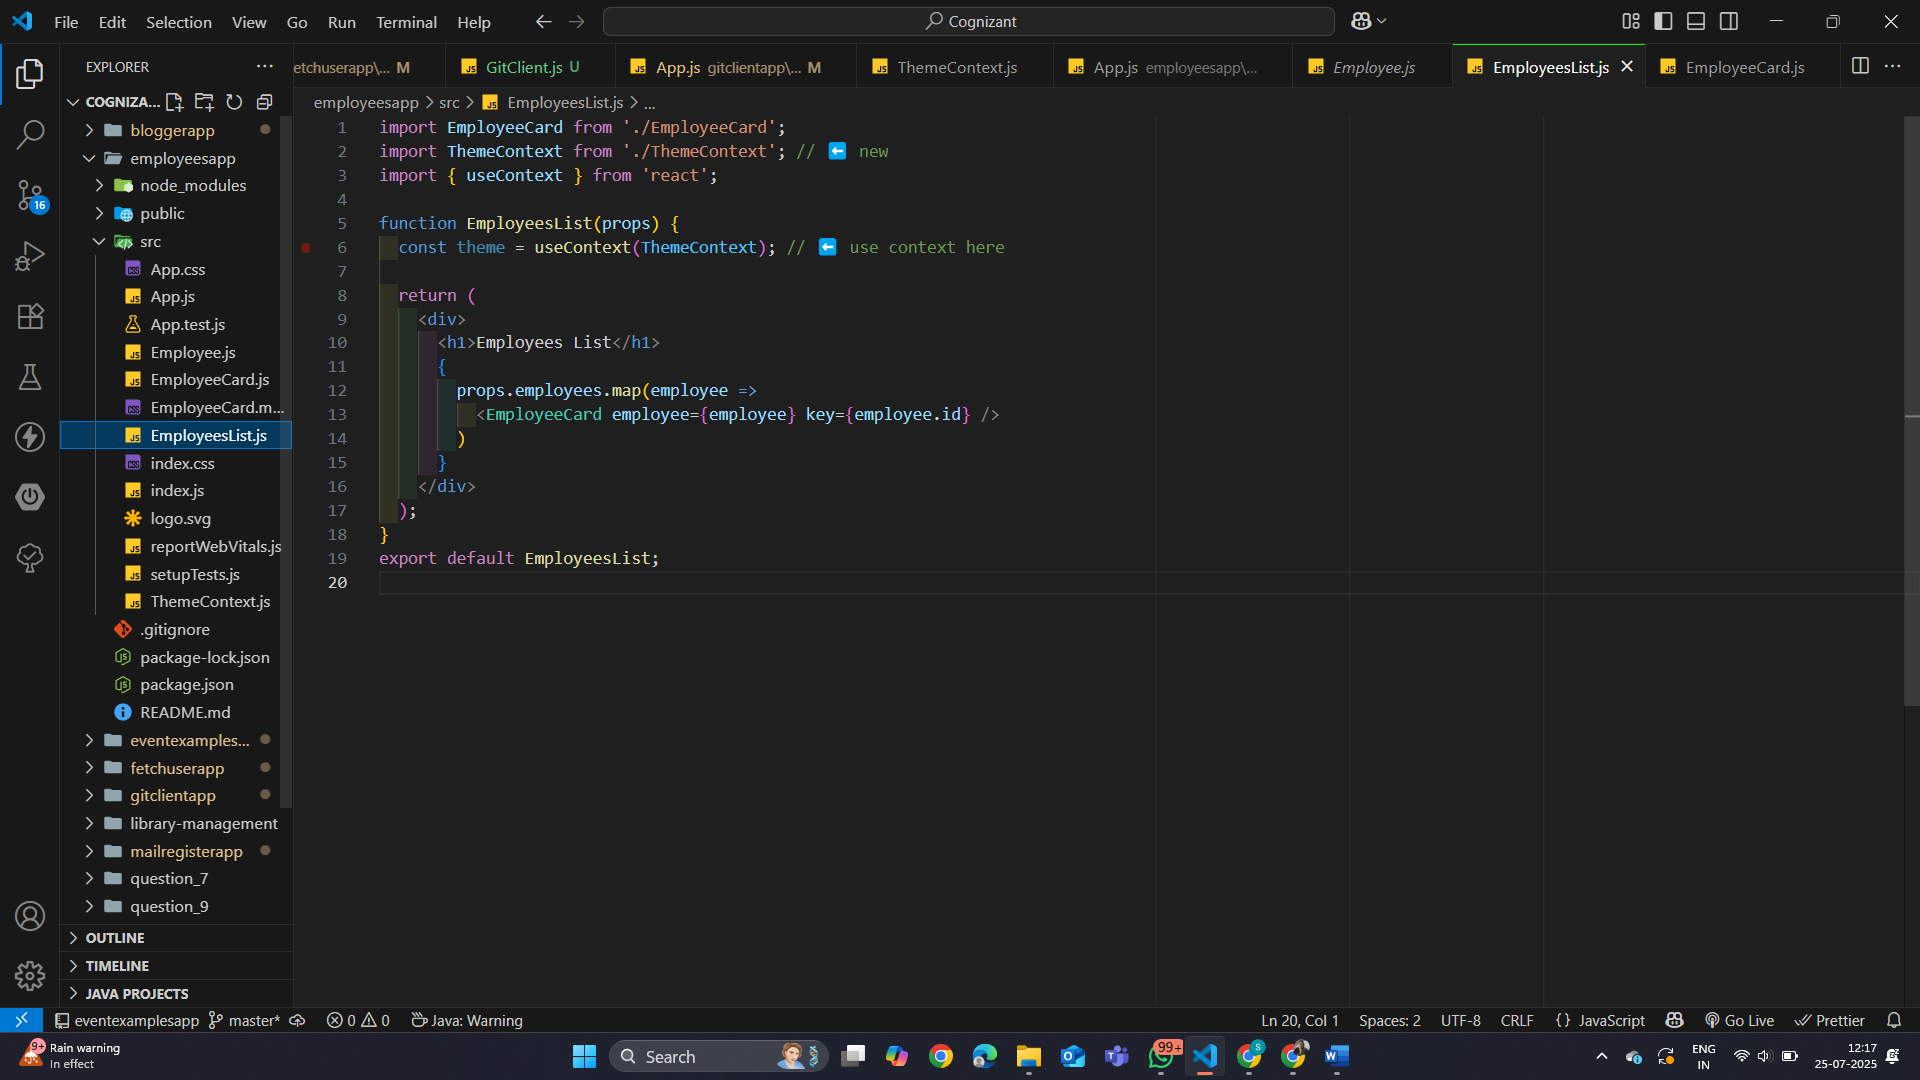 File Edit Selection View Go Run Terminal Help
Cognizant
EXPLORER
etchuserapp\... M
GitClient.js U
App.js gitclientapp\... M
ThemeContext.js
App.js employeesapp\...
Employee.js
EmployeesList.js
EmployeeCard.js
COGNIZA...
employeesapp > src > EmployeesList.js > ...
bloggerapp
employeesapp
node_modules
public
src
App.css
App.js
App.test.js
Employee.js
EmployeeCard.js
EmployeeCard.m...
EmployeesList.js
index.css
index.js
logo.svg
reportWebVitals.js
setupTests.js
ThemeContext.js
.gitignore
package-lock.json
package.json
README.md
eventexamples...
fetchuserapp
gitclientapp
library-management
mailregisterapp
question_7
question_9
OUTLINE
TIMELINE
JAVA PROJECTS
16
1 import EmployeeCard from './EmployeeCard';
2 import ThemeContext from './ThemeContext'; // ⬅️ new
3 import { useContext } from 'react';
4
5 function EmployeesList(props) {
6 const theme = useContext(ThemeContext); // ⬅️ use context here
7
8 return (
9 <div>
10 <h1>Employees List</h1>
11 {
12 props.employees.map(employee =>
13 <EmployeeCard employee={employee} key={employee.id} />
14 )
15 }
16 </div>
17 );
18 }
19 export default EmployeesList;
20
eventexamplesapp master* 0 0 Java: Warning
Ln 20, Col 1 Spaces: 2 UTF-8 CRLF {} JavaScript Go Live Prettier
9+
Rain warning
In effect
Search
99+
S
ENG
IN
12:17
25-07-2025